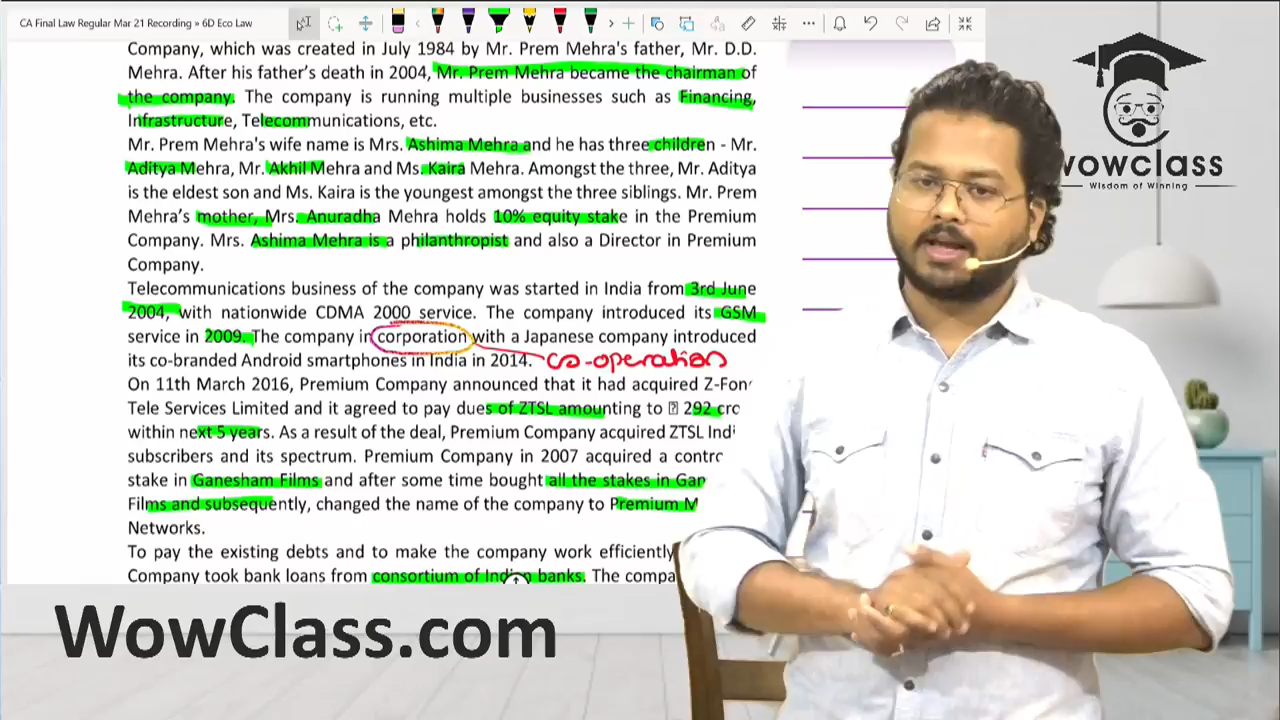 CA Final Law Regular Mar 21 Recording » 6D Eco Law
Company, which was created in July 1984 by Mr. Prem Mehra's father, Mr. D.D.
Mehra. After his father's death in 2004, Mr. Prem Mehra became the chairman of
the company. The company is running multiple businesses such as Financing,
Infrastructure, Telecommunications, etc.
Mr. Prem Mehra's wife name is Mrs. Ashima Mehra and he has three children - Mr.
Aditya Mehra, Mr. Akhil Mehra and Ms. Kaira Mehra. Amongst the three, Mr. Aditya
is the eldest son and Ms. Kaira is the youngest amongst the three siblings. Mr. Prem
Mehra's mother, Mrs. Anuradha Mehra holds 10% equity stake in the Premium
Company. Mrs. Ashima Mehra is a philanthropist and also a Director in Premium
Company.
Telecommunications business of the company was started in India from 3rd June
2004, with nationwide CDMA 2000 service. The company introduced its GSM
service in 2009. The company in corporation with a Japanese company introduced
its co-branded Android smartphones in India in 2014. co-operation
On 11th March 2016, Premium Company announced that it had acquired Z-Fon
Tele Services Limited and it agreed to pay dues of ZTSL amounting to 292 cro
within next 5 years. As a result of the deal, Premium Company acquired ZTSL Indi
subscribers and its spectrum. Premium Company in 2007 acquired a contro
stake in Ganesham Films and after some time bought all the stakes in Gan
Films and subsequently, changed the name of the company to Premium M
Networks.
To pay the existing debts and to make the company work efficiently
Company took bank loans from consortium of Indian banks. The compa
wowclass
Wisdom of Winning
WowClass.com